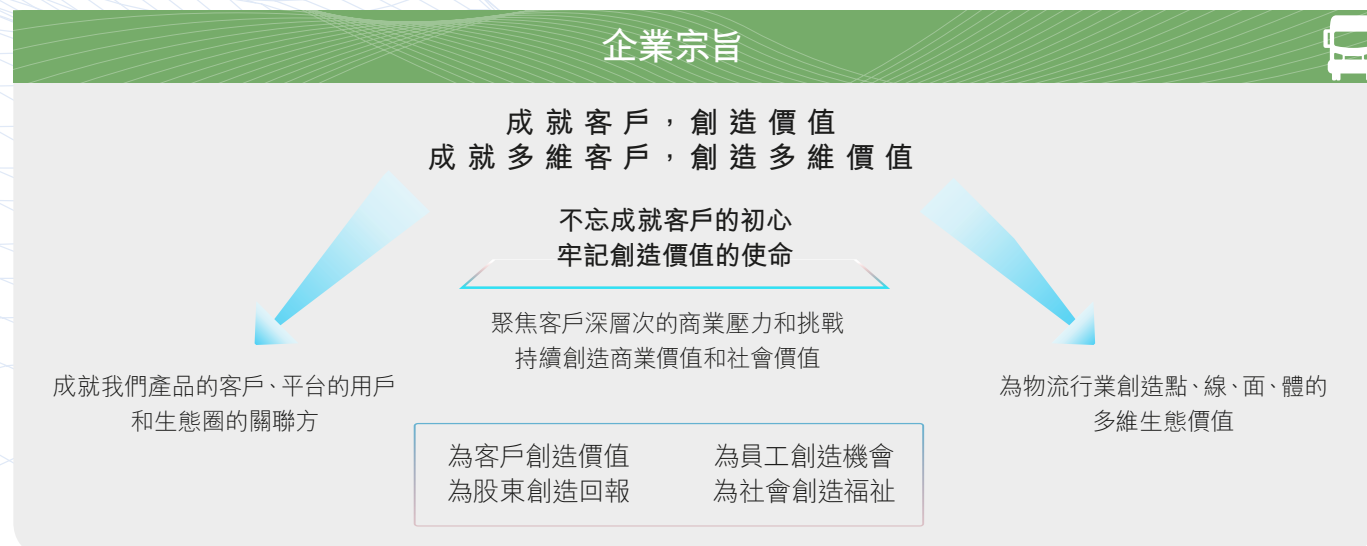 企業宗旨
成就客戶，創造價值
成就多維客戶，創造多維價值
不忘成就客戶的初心
牢記創造價值的使命
聚焦客戶深層次的商業壓力和挑戰
持續創造商業價值和社會價值
成就我們產品的客戶、平台的用戶
和生態圈的關聯方
為物流行業創造點、線、面、體的
多維生態價值
為客戶創造價值
為員工創造機會
為股東創造回報
為社會創造福祉